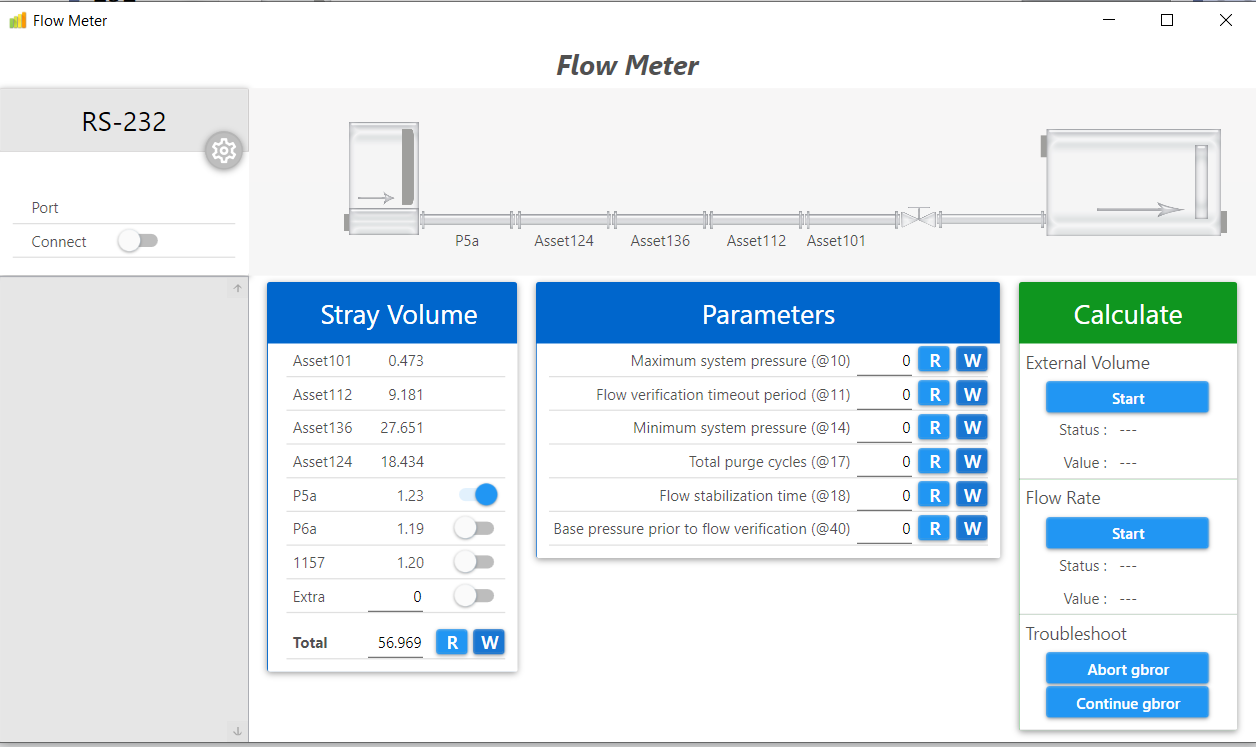 Flow Meter
Flow Meter
RS-232
Port
Connect
P5a Asset124 Asset136 Asset112 Asset101
Stray Volume
Asset101 0.473
Asset112 9.181
Asset136 27.651
Asset124 18.434
P5a 1.23
P6a 1.19
1157 1.20
Extra 0
Total 56.969 R W
Parameters
Maximum system pressure (@10) 0 R W
Flow verification timeout period (@11) 0 R W
Minimum system pressure (@14) 0 R W
Total purge cycles (@17) 0 R W
Flow stabilization time (@18) 0 R W
Base pressure prior to flow verification (@40) 0 R W
Calculate
External Volume
Start
Status : ---
Value : ---
Flow Rate
Start
Status : ---
Value : ---
Troubleshoot
Abort gbror
Continue gbror